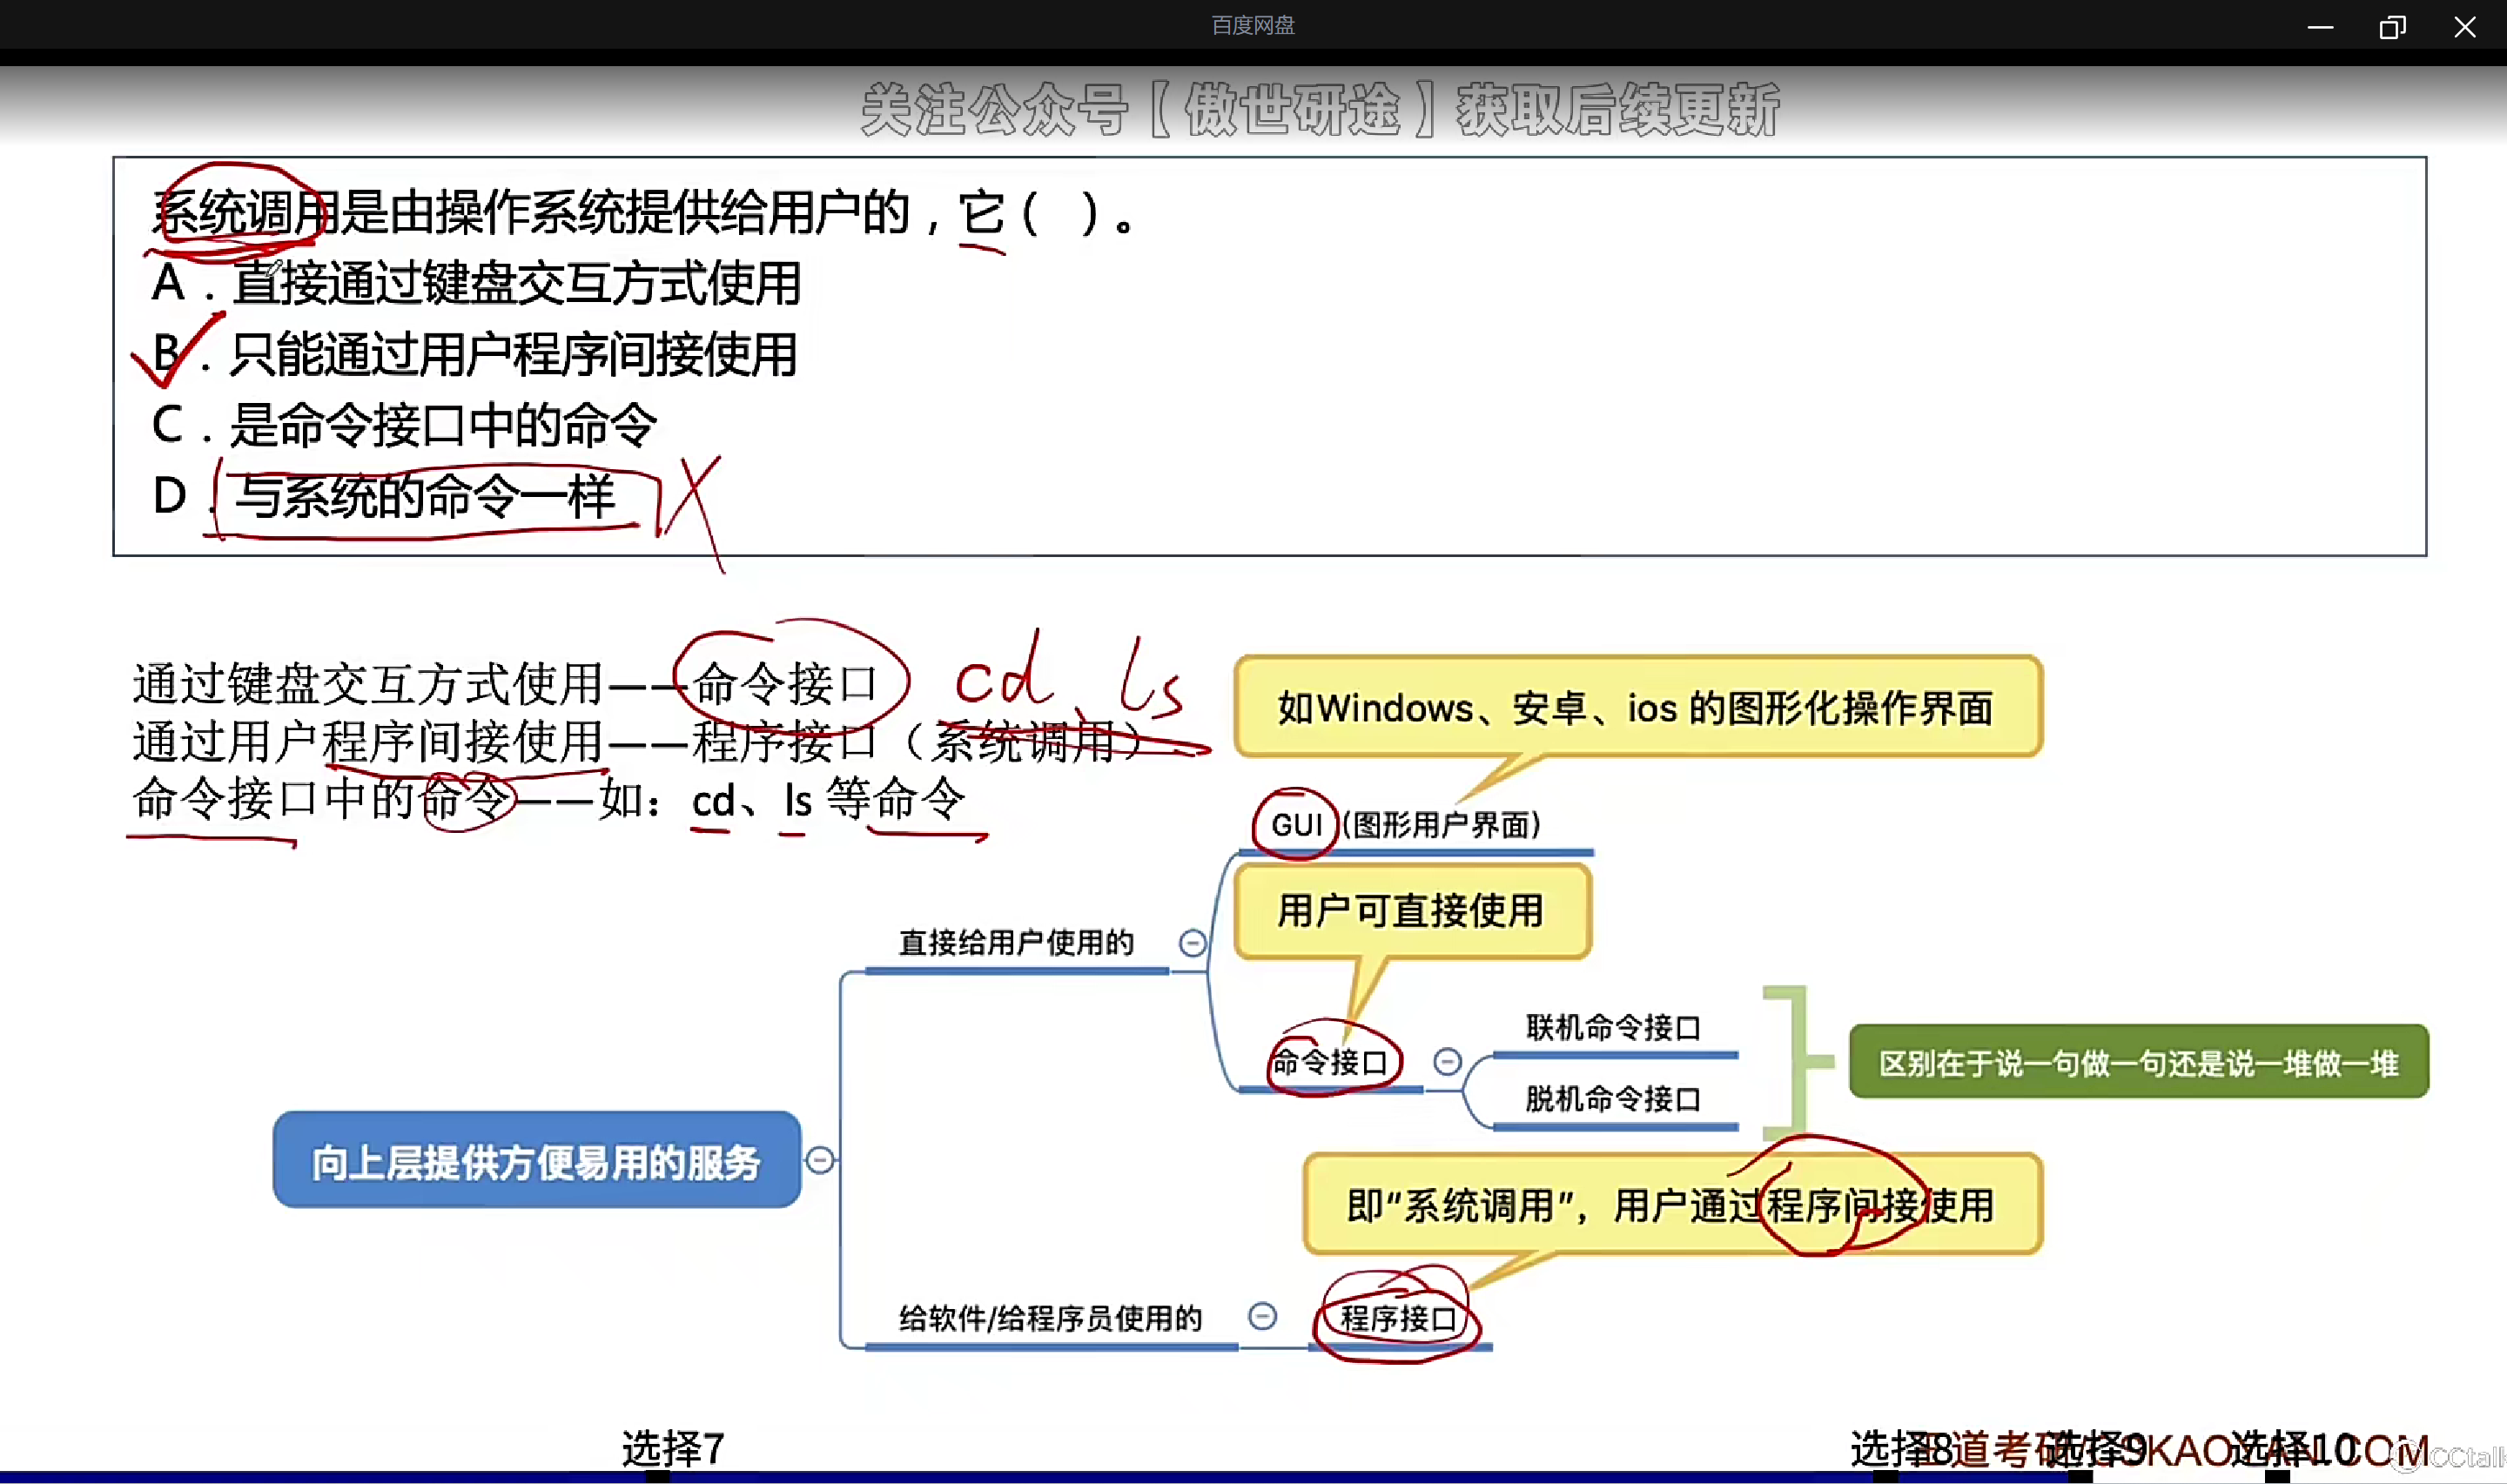 百度网盘
关注公众号【傲世研途】获取后续更新
系统调用是由操作系统提供给用户的，它（ ）。
A．直接通过键盘交互方式使用
B．只能通过用户程序间接使用
C．是命令接口中的命令
D．与系统的命令一样
通过键盘交互方式使用——命令接口
cd、ls
通过用户程序间接使用——程序接口（系统调用）
命令接口中的命令——如：cd、ls 等命令
如Windows、安卓、ios 的图形化操作界面
GUI (图形用户界面)
用户可直接使用
直接给用户使用的
命令接口
联机命令接口
脱机命令接口
区别在于说一句做一句还是说一堆做一堆
向上层提供方便易用的服务
即“系统调用”，用户通过程序间接使用
给软件/给程序员使用的
程序接口
选择7
选择8
选择9
选择10
道考
SKAOYAN.COM
CCtalk